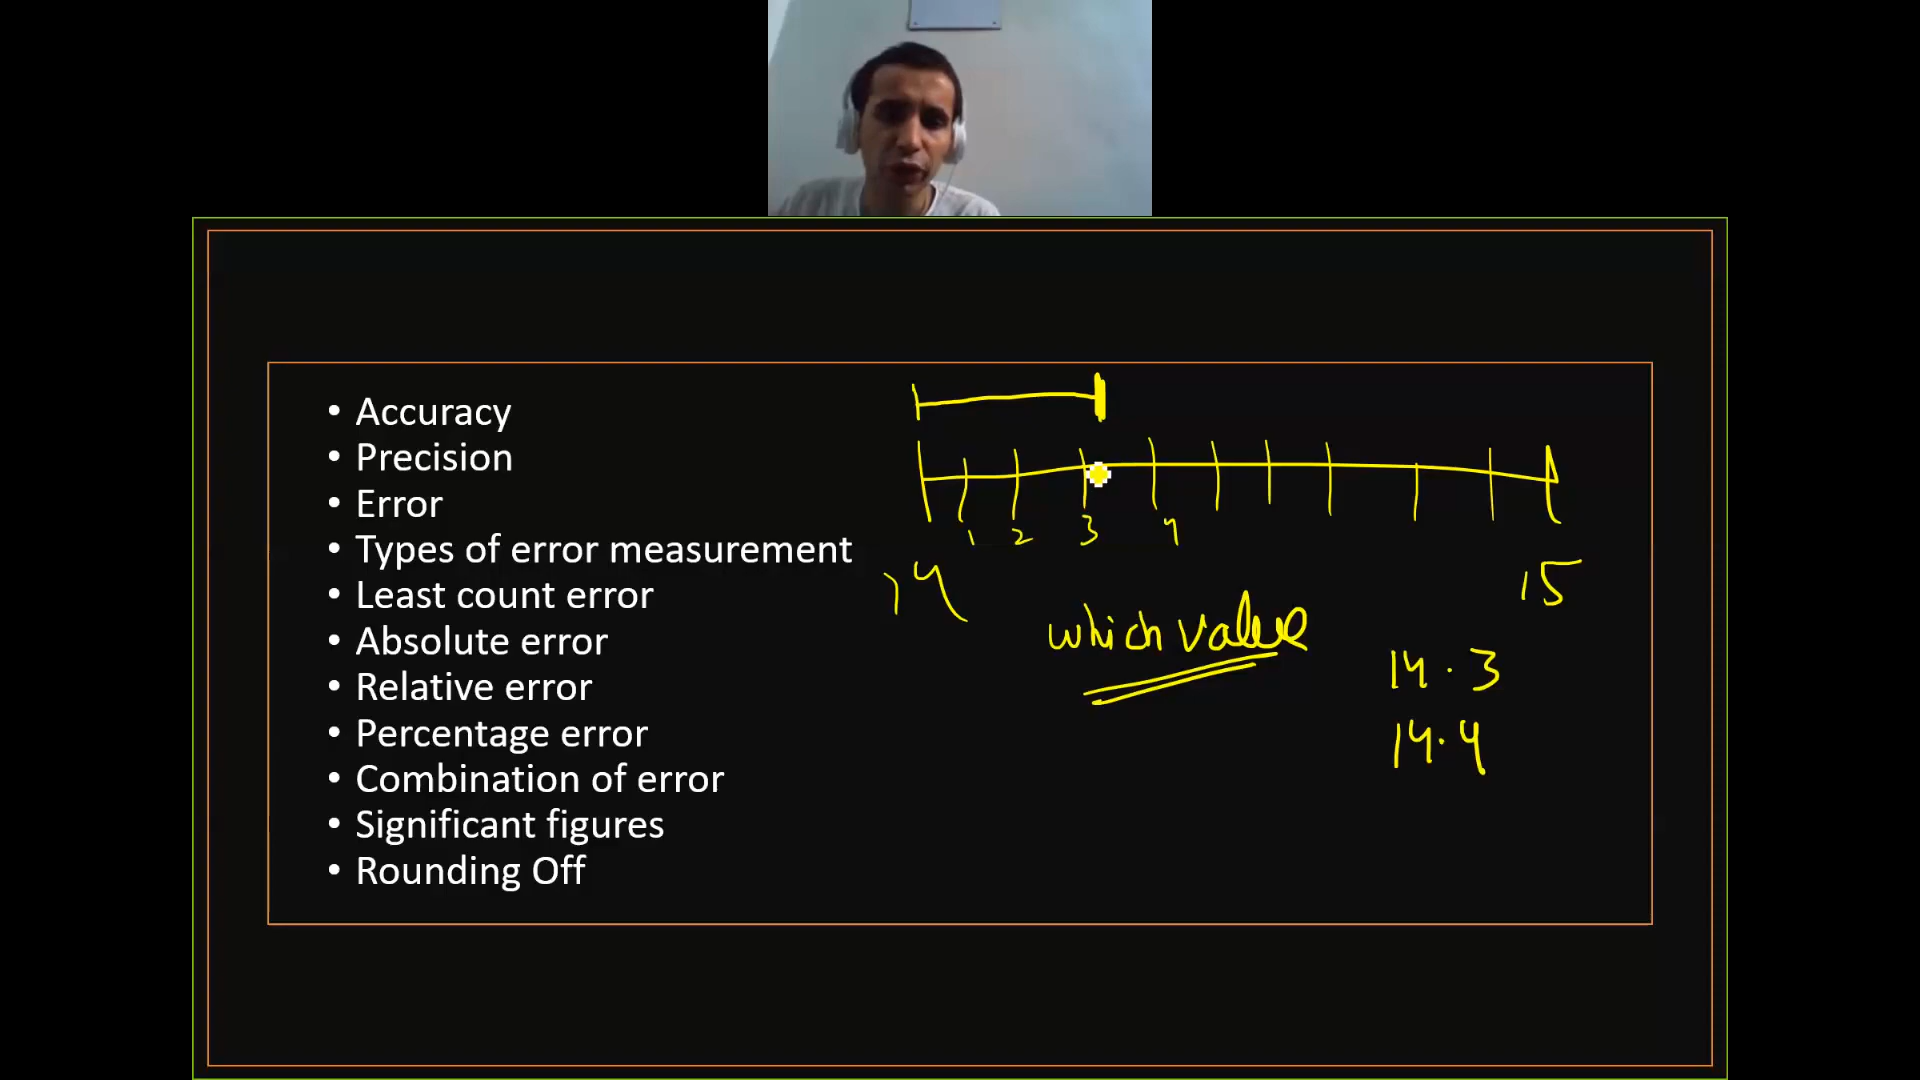 • Accuracy
• Precision
• Error
• Types of error measurement
• Least count error
• Absolute error
• Relative error
• Percentage error
• Combination of error
• Significant figures
• Rounding Off
1 2 3 4
14 15
which value
14.3
14.4